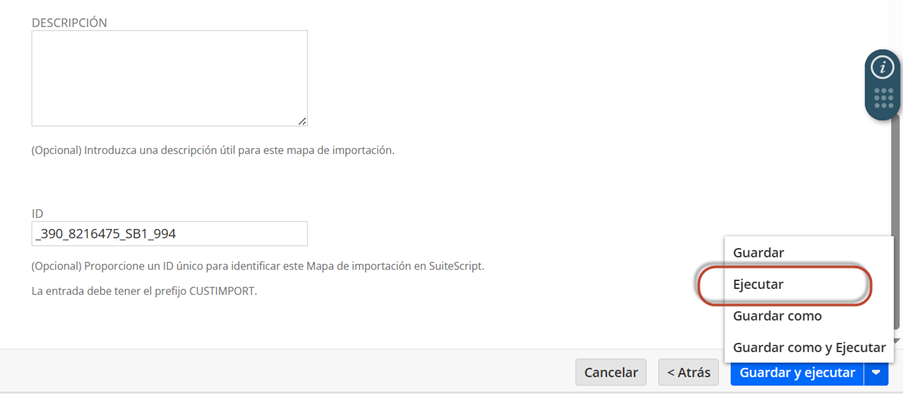 DESCRIPCIÓN
(Opcional) Introduzca una descripción útil para este mapa de importación.
ID
_390_8216475_SB1_994
(Opcional) Proporcione un ID único para identificar este Mapa de importación en SuiteScript.
La entrada debe tener el prefijo CUSTIMPORT.
Guardar
Ejecutar
Guardar como
Guardar como y Ejecutar
Cancelar
< Atrás
Guardar y ejecutar
i